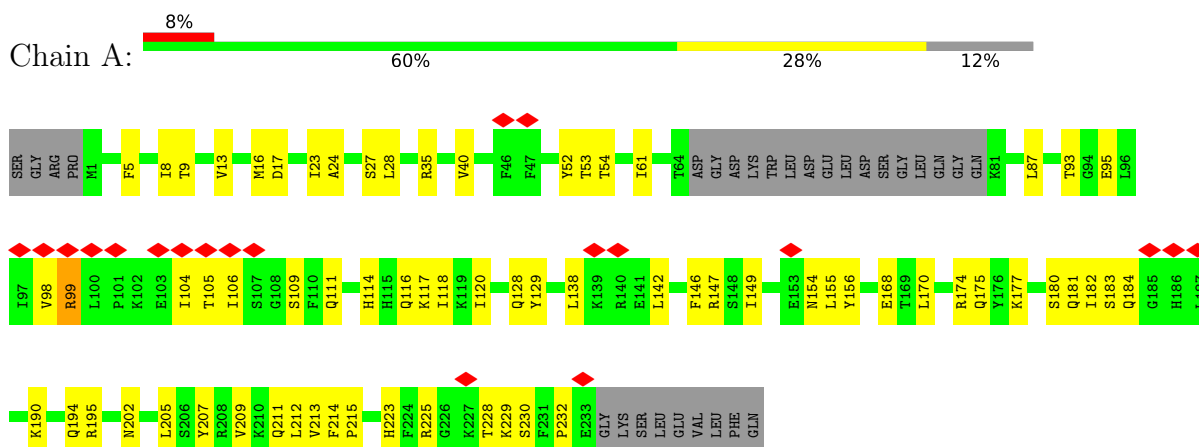 8%
Chain A:
60% 28% 12%
SER GLY ARG PRO M1 F5 I8 T9 V13 M16 D17 I23 A24 S27 L28 R35 V40 F46 F47 Y52 T53 T54 I61 T64 ASP GLY ASP LYS TRP LEU ASP GLU LEU ASP SER GLY LEU GLN GLY GLN K81 L87 T93 G94 E95 L96
I97 V98 R99 L100 P101 K102 E103 I104 T105 I106 S107 G108 S109 F110 Q111 H114 H115 Q116 K117 I118 K119 I120 Q128 Y129 L138 K139 R140 E141 L142 F146 R147 S148 I149 E153 N154 L155 Y156 E168 T169 L170 R174 Q175 Y176 K177 S180 Q181 I182 S183 Q184 G185 H186 L187
K190 Q194 R195 N202 L205 S206 Y207 R208 V209 K210 Q211 L212 V213 F214 P215 H223 F224 R225 G226 K227 T228 K229 S230 F231 P232 E233 GLY LYS SER LEU GLU VAL LEU PHE GLN